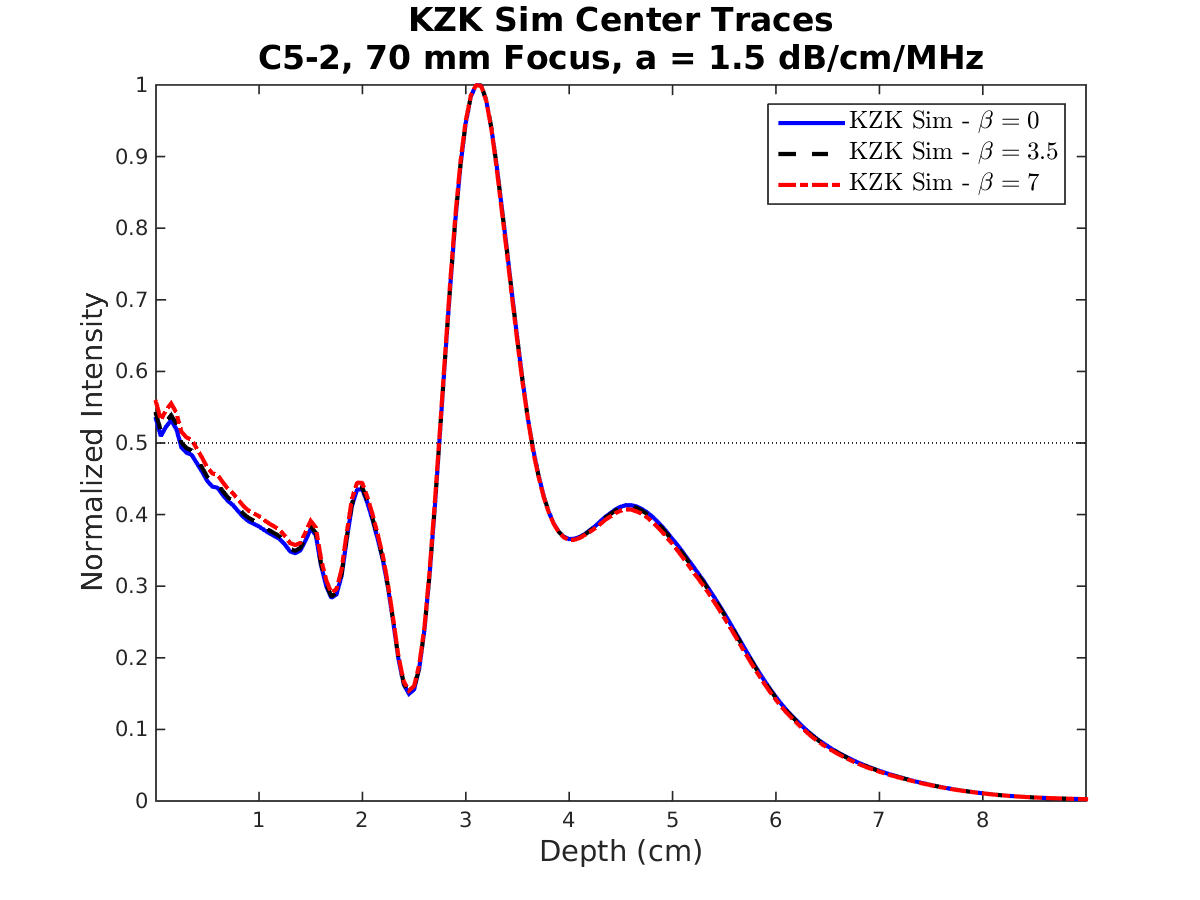 KZK Sim Center Traces
C5-2, 70 mm Focus, a = 1.5 dB/cm/MHz
KZK Sim - β = 0
KZK Sim - β = 3.5
KZK Sim - β = 7
Normalized Intensity
1
0.9
0.8
0.7
0.6
0.5
0.4
0.3
0.2
0.1
0
1 2 3 4 5 6 7 8
Depth (cm)